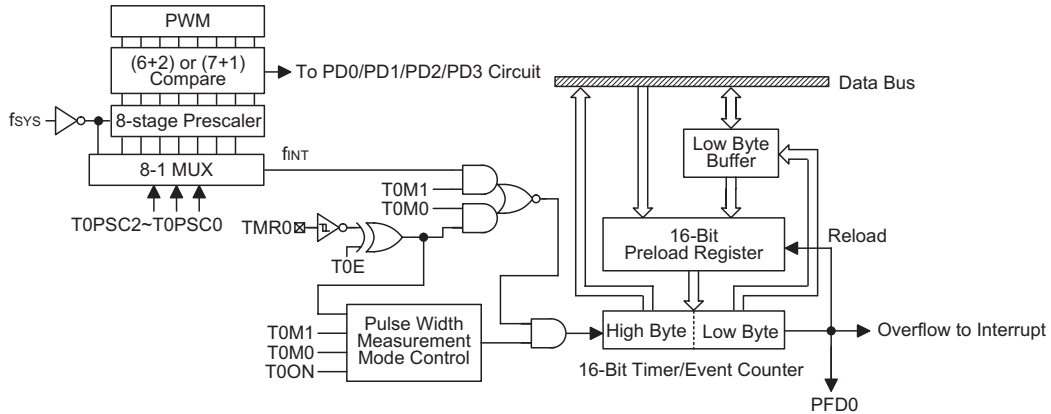 PWM
(6+2) or (7+1)
Compare
To PD0/PD1/PD2/PD3 Circuit
Data Bus
fSYS
8-stage Prescaler
Low Byte
Buffer
8-1 MUX
fINT
T0M1
T0M0
T0PSC2~T0PSC0
TMR0
T0E
16-Bit
Preload Register
Reload
T0M1
T0M0
T0ON
Pulse Width
Measurement
Mode Control
High Byte
Low Byte
Overflow to Interrupt
16-Bit Timer/Event Counter
PFD0